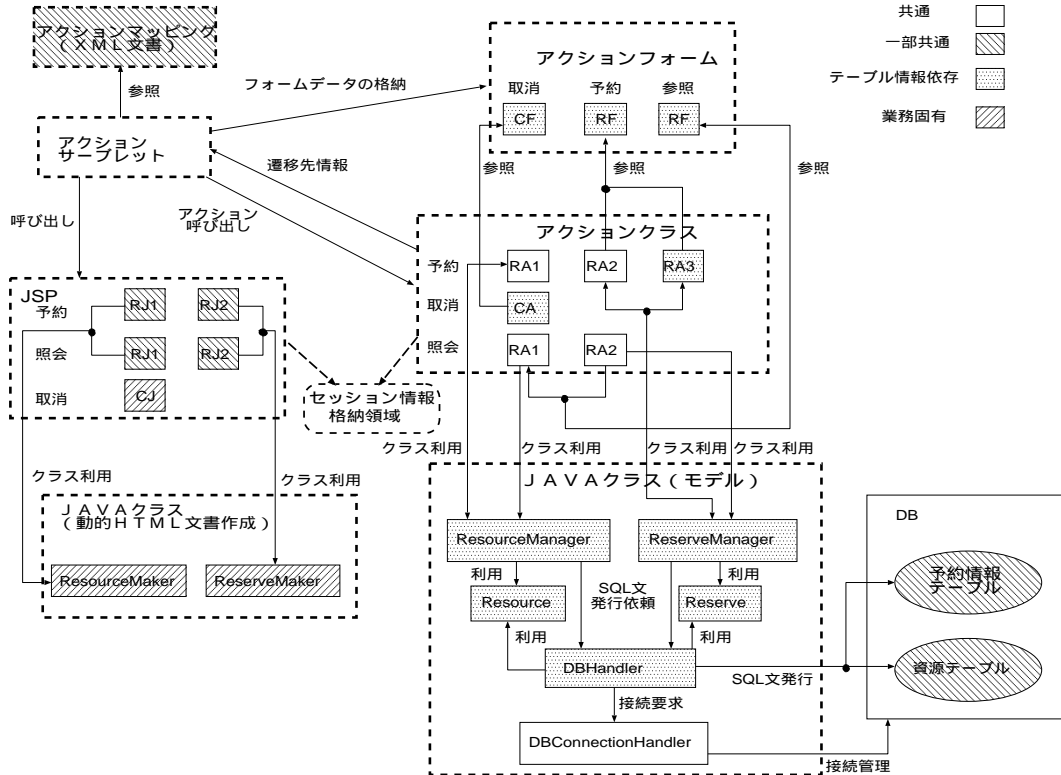 アクションマッピング
(XML文書)
参照
アクション
サーブレット
フォームデータの格納
遷移先情報
アクション
呼び出し
呼び出し
アクションフォーム
取消
予約
参照
CF
RF
RF
参照
参照
参照
共通
一部共通
テーブル情報依存
業務固有
アクションクラス
予約
RA1
RA2
RA3
取消
CA
照会
RA1
RA2
JSP
予約
RJ1
RJ2
照会
RJ1
RJ2
取消
CJ
セッション情報
格納領域
クラス利用
クラス利用
クラス利用
クラス利用
クラス利用
クラス利用
JAVAクラス
(動的HTML文書作成)
ResourceMaker
ReserveMaker
JAVAクラス(モデル)
ResourceManager
ReserveManager
利用
SQL文
発行依頼
利用
Resource
Reserve
利用
利用
DBHandler
SQL文発行
接続要求
DBConnectionHandler
接続管理
DB
予約情報
テーブル
資源テーブル